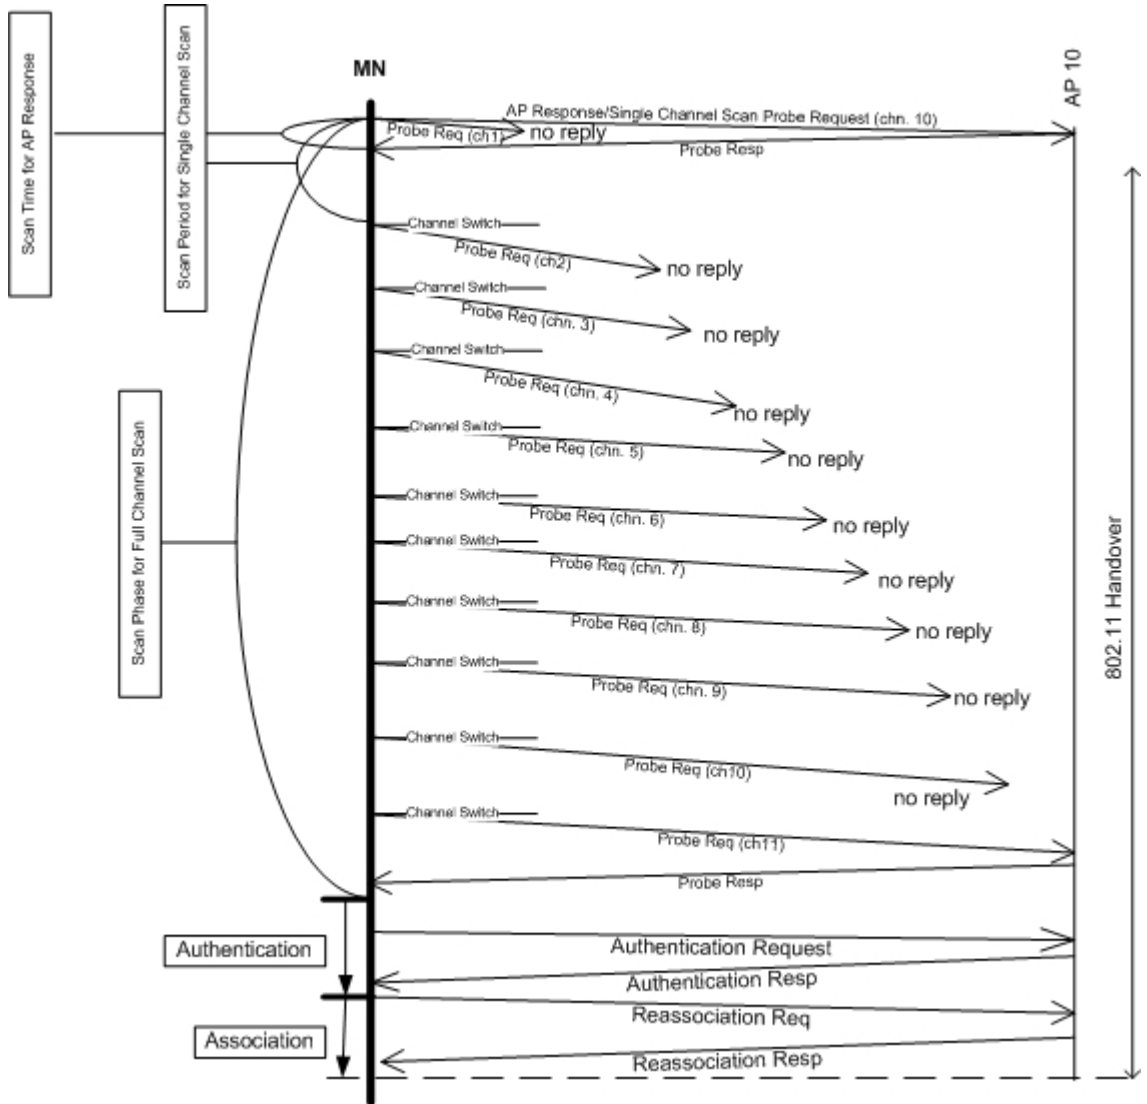 Scan Time for AP Response
Scan Period for Single Channel Scan
MN
AP 10
AP Response/Single Channel Scan Probe Request (chn. 10)
Probe Req (ch1)
no reply
Probe Resp
Channel Switch
Probe Req (ch2)
no reply
Channel Switch
Probe Req (chn. 3)
no reply
Channel Switch
Probe Req (chn. 4)
no reply
Channel Switch
Probe Req (chn. 5)
no reply
Scan Phase for Full Channel Scan
Channel Switch
Probe Req (chn. 6)
no reply
Channel Switch
Probe Req (chn. 7)
no reply
802.11 Handover
Channel Switch
Probe Req (chn. 8)
no reply
Channel Switch
Probe Req (chn. 9)
no reply
Channel Switch
Probe Req (ch10)
no reply
Channel Switch
Probe Req (ch11)
Probe Resp
Authentication
Authentication Request
Authentication Resp
Reassociation Req
Association
Reassociation Resp